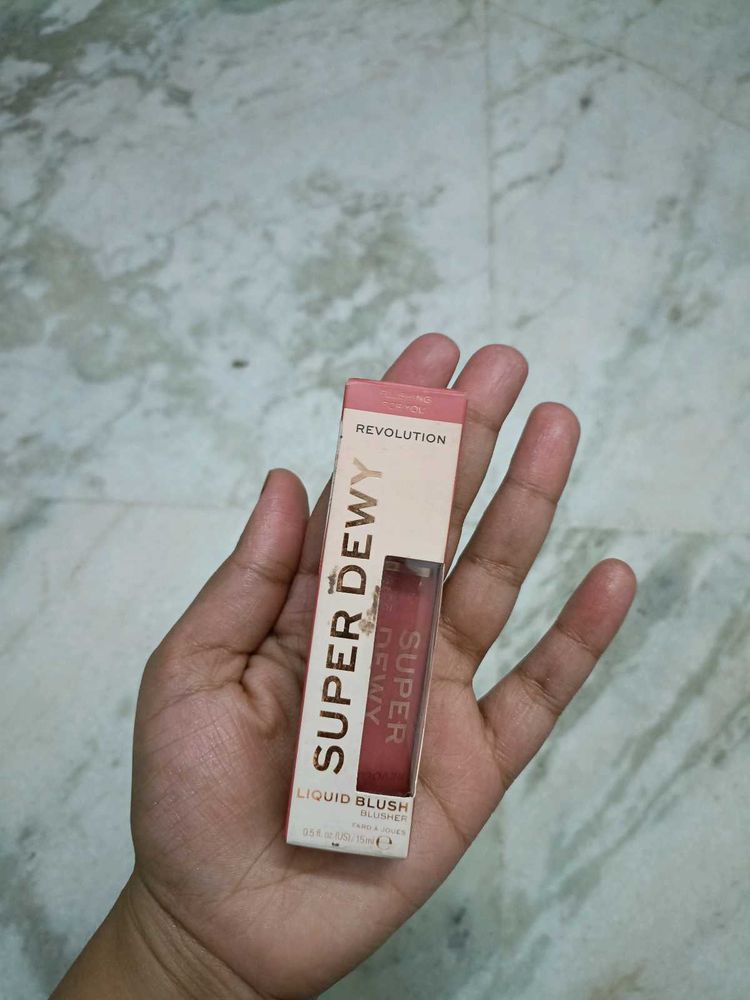 BLUSHING
FOR YOU
REVOLUTION
SUPER DEWY
SUPER
DEWY
LIQUID BLUSH
BLUSHER
FARD À JOUES
0.5 fl. oz (US) / 15ml e